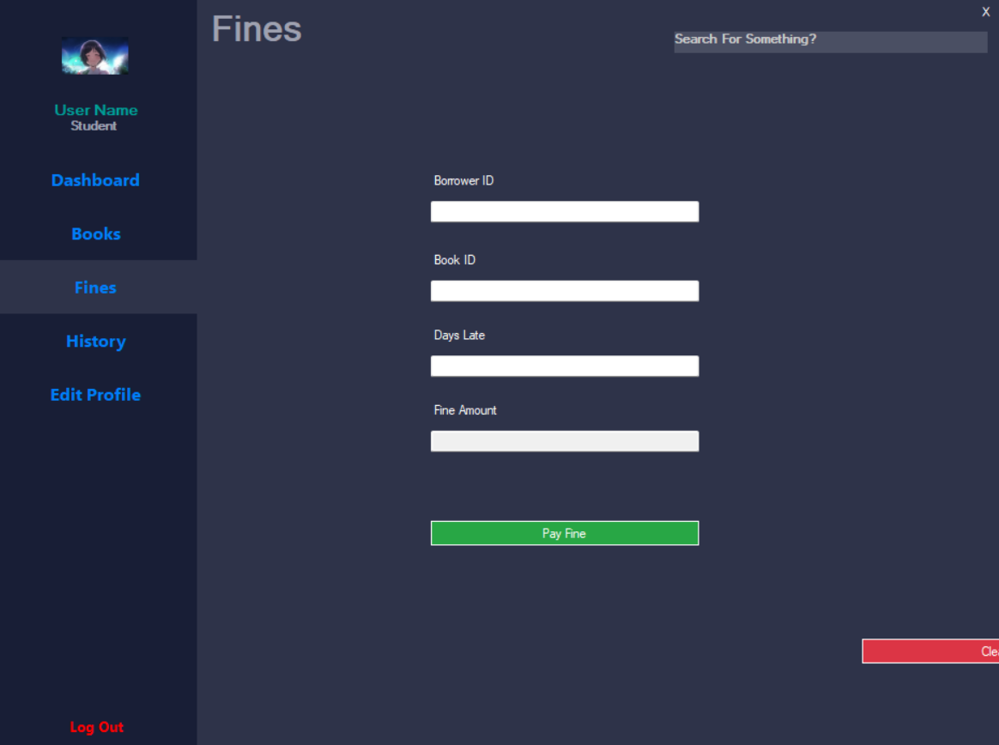 X
Fines
Search For Something?
User Name
Student
Dashboard
Books
Fines
History
Edit Profile
Log Out
Borrower ID
Book ID
Days Late
Fine Amount
Pay Fine
Cle